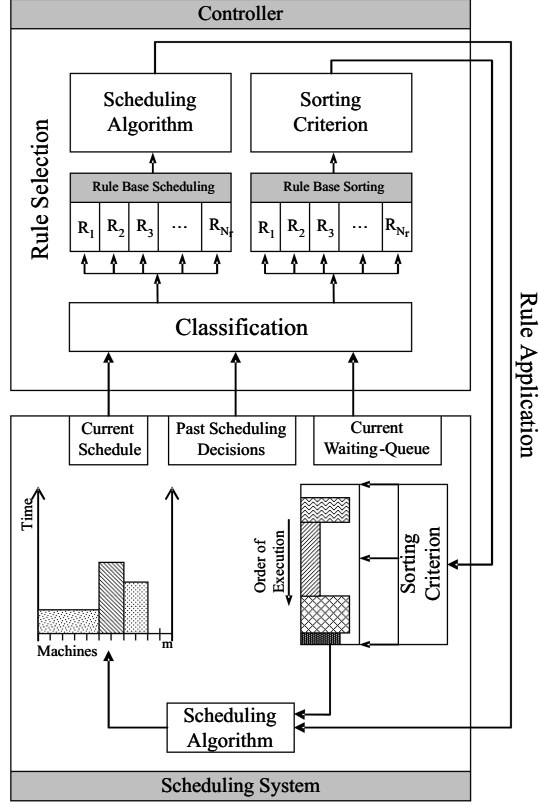 Controller
Rule Selection
Scheduling
Algorithm
Sorting
Criterion
Rule Base Scheduling
R1 R2 R3 ... RNr
Rule Base Sorting
R1 R2 R3 ... RNr
Classification
Rule Application
Current
Schedule
Past Scheduling
Decisions
Current
Waiting-Queue
Time
Machines
m
Order of
Execution
Sorting
Criterion
Scheduling
Algorithm
Scheduling System